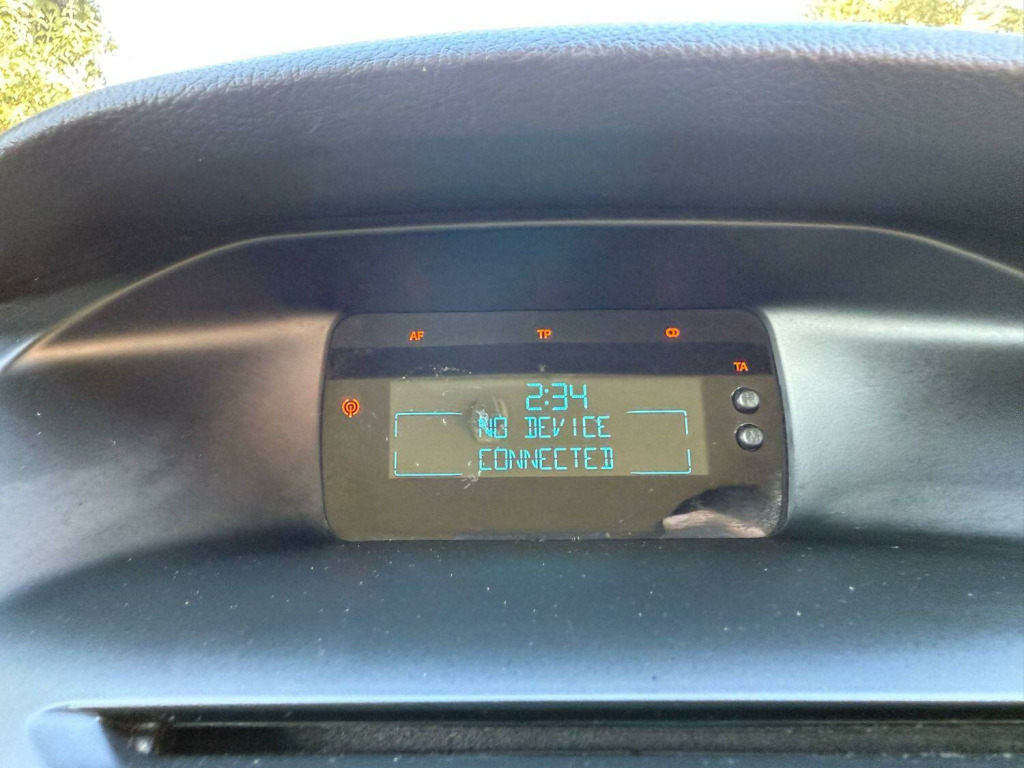 AF TP
TA
2:34
NO DEVICE
CONNECTED
H
M